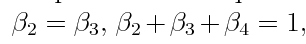 β₂ = β₃, β₂ + β₃ + β₄ = 1,